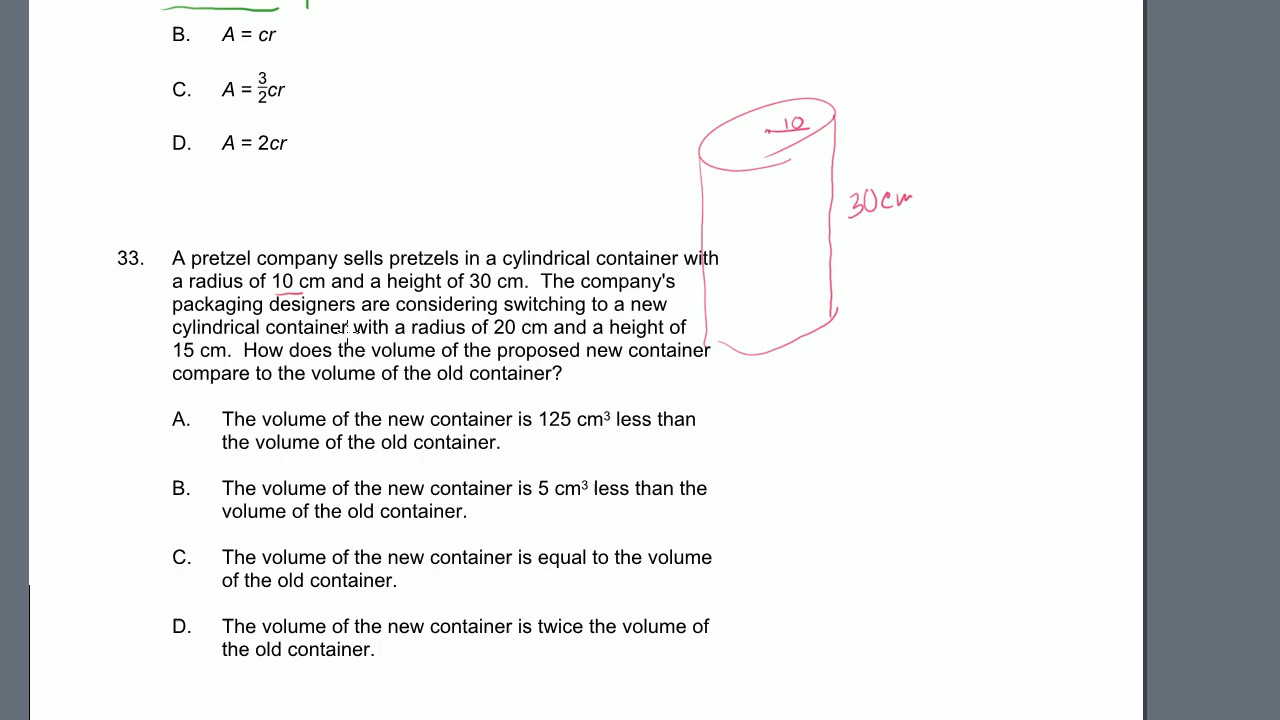 B. A = cr
C. A = 3/2 cr
D. A = 2cr
10
30cm
33. A pretzel company sells pretzels in a cylindrical container with
a radius of 10 cm and a height of 30 cm. The company's
packaging designers are considering switching to a new
cylindrical container with a radius of 20 cm and a height of
15 cm. How does the volume of the proposed new container
compare to the volume of the old container?
A. The volume of the new container is 125 cm³ less than
the volume of the old container.
B. The volume of the new container is 5 cm³ less than the
volume of the old container.
C. The volume of the new container is equal to the volume
of the old container.
D. The volume of the new container is twice the volume of
the old container.